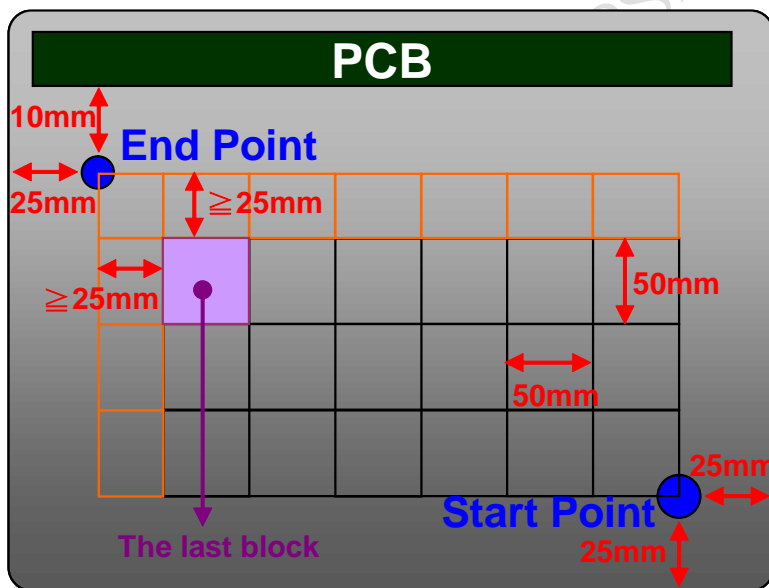 PCB
10mm
End Point
25mm
≧25mm
≧25mm
50mm
50mm
25mm
Start Point
25mm
The last block